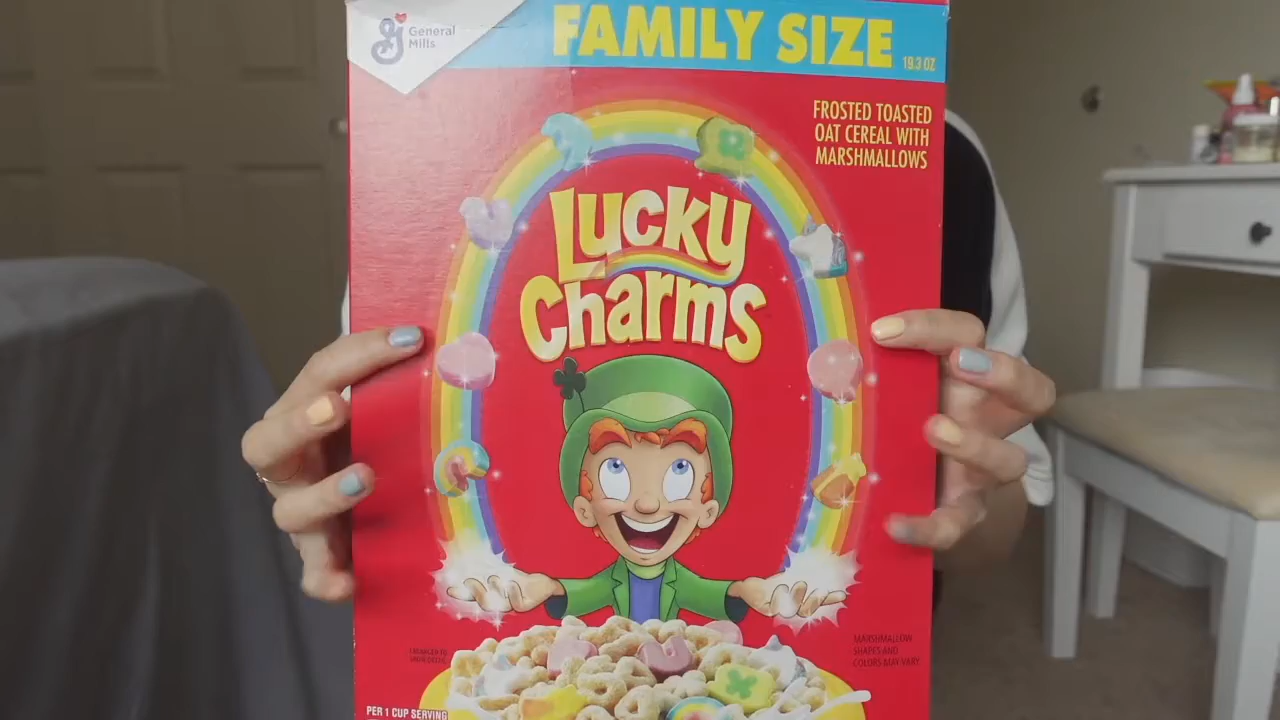 General
Mills
FAMILY SIZE
19.3 OZ
FROSTED TOASTED
OAT CEREAL WITH
MARSHMALLOWS
Lucky
Charms
MARSHMALLOW
SHAPES AND
COLORS MAY VARY.
PER 1 CUP SERVING